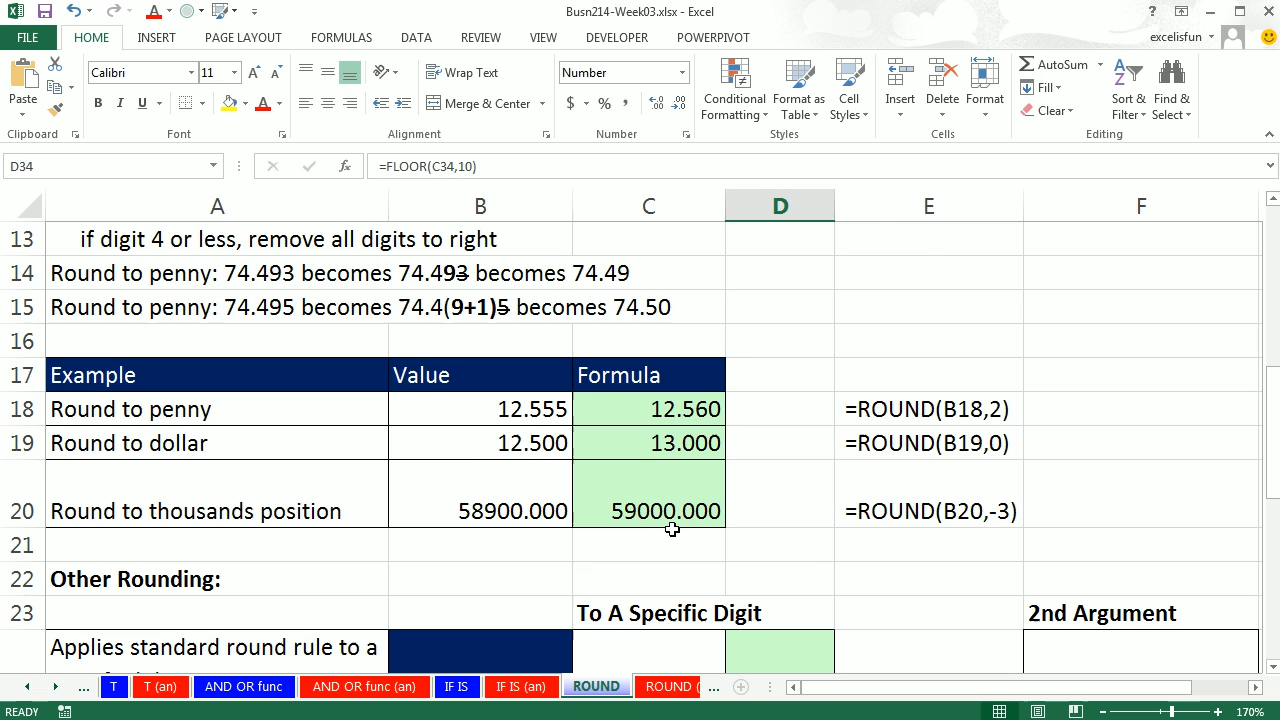 Busn214-Week03.xlsx - Excel
FILE HOME INSERT PAGE LAYOUT FORMULAS DATA REVIEW VIEW DEVELOPER POWERPIVOT excelisfun
Paste
Calibri 11
Wrap Text
Merge & Center
Number
Conditional Formatting
Format as Table
Cell Styles
Insert Delete Format
AutoSum
Fill
Clear
Sort & Filter
Find & Select
Clipboard Font Alignment Number Styles Cells Editing
D34 =FLOOR(C34,10)
A B C D E F
13 if digit 4 or less, remove all digits to right
14 Round to penny: 74.493 becomes 74.493 becomes 74.49
15 Round to penny: 74.495 becomes 74.4(9+1)5 becomes 74.50
16
17 Example Value Formula
18 Round to penny 12.555 12.560 =ROUND(B18,2)
19 Round to dollar 12.500 13.000 =ROUND(B19,0)
20 Round to thousands position 58900.000 59000.000 =ROUND(B20,-3)
21
22 Other Rounding:
23 To A Specific Digit 2nd Argument
Applies standard round rule to a
... T T (an) AND OR func AND OR func (an) IF IS IF IS (an) ROUND ROUND ( ...
READY 170%